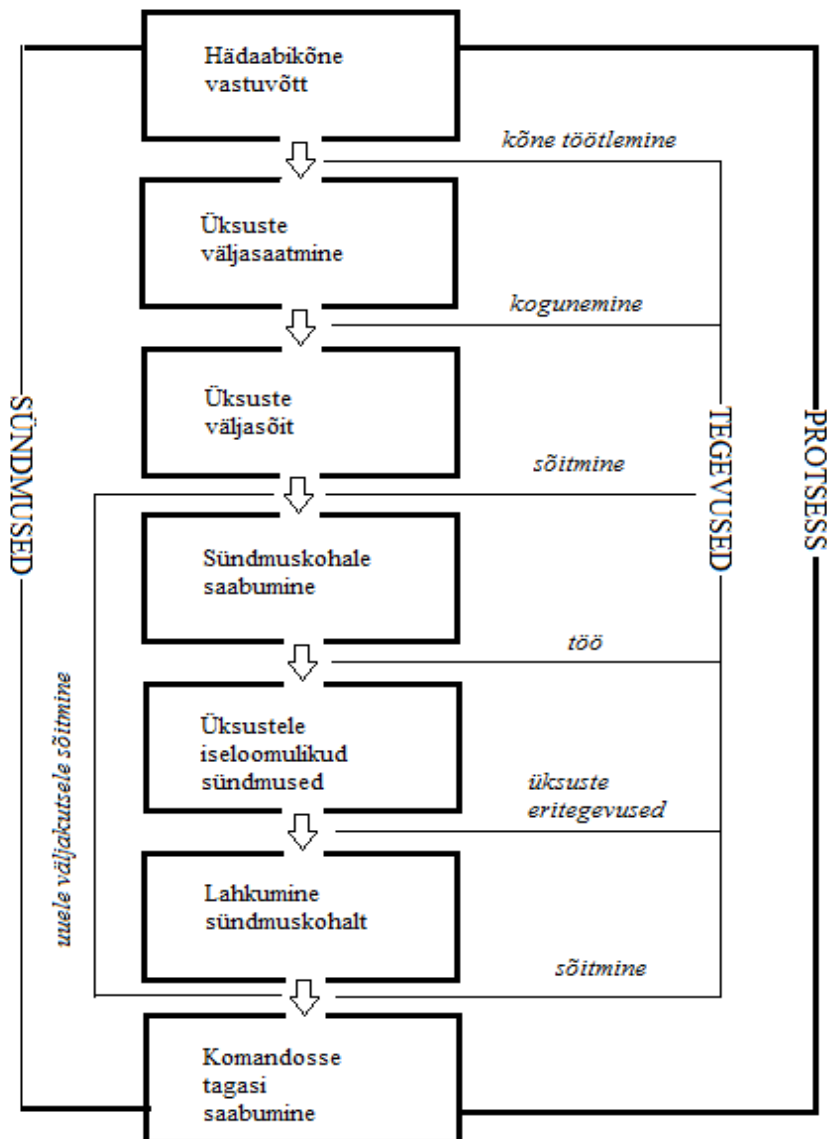 Hädaabikõne
vastuvõtt
kõne töötlemine
Üksuste
väljasaatmine
kogunemine
Üksuste
väljasõit
sõitmine
Sündmuskohale
saabumine
töö
Üksustele
iseloomulikud
sündmused
üksuste
eritegevused
Lahkumine
sündmuskohalt
sõitmine
Komandosse
tagasi
saabumine
SÜNDMUSED
uuele väljakutsele sõitmine
TEGEVUSED
PROTSESS